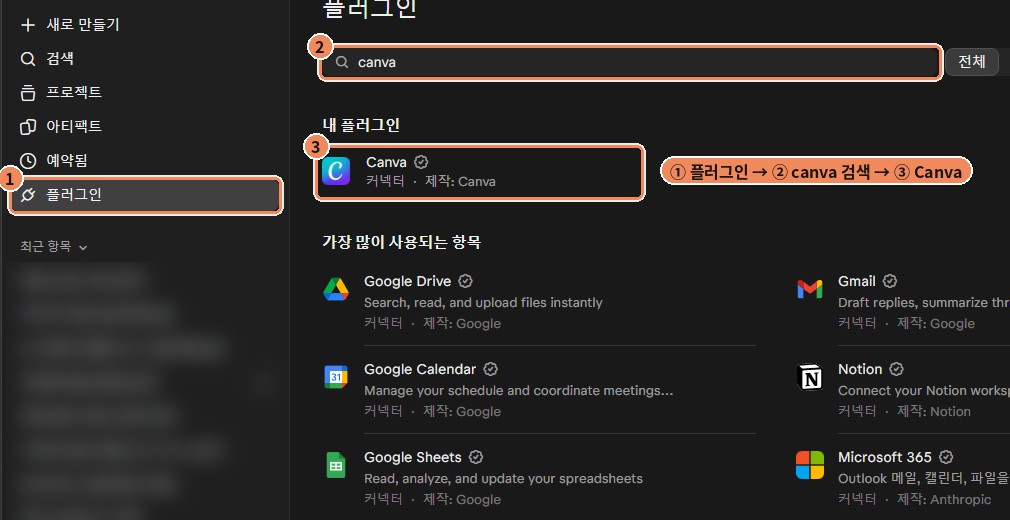 플러그인
새로 만들기
검색
프로젝트
아티팩트
예약됨
1
플러그인
최근 항목
2
canva
전체
내 플러그인
3
Canva
커넥터 · 제작: Canva
① 플러그인 → ② canva 검색 → ③ Canva
가장 많이 사용되는 항목
Google Drive
Search, read, and upload files instantly
커넥터 · 제작: Google
Gmail
Draft replies, summarize thr
커넥터 · 제작: Google
Google Calendar
Manage your schedule and coordinate meetings...
커넥터 · 제작: Google
Notion
Connect your Notion worksp
커넥터 · 제작: Notion
Google Sheets
Read, analyze, and update your spreadsheets
커넥터 · 제작: Google
Microsoft 365
Outlook 메일, 캘린더, 파일을
커넥터 · 제작: Anthropic